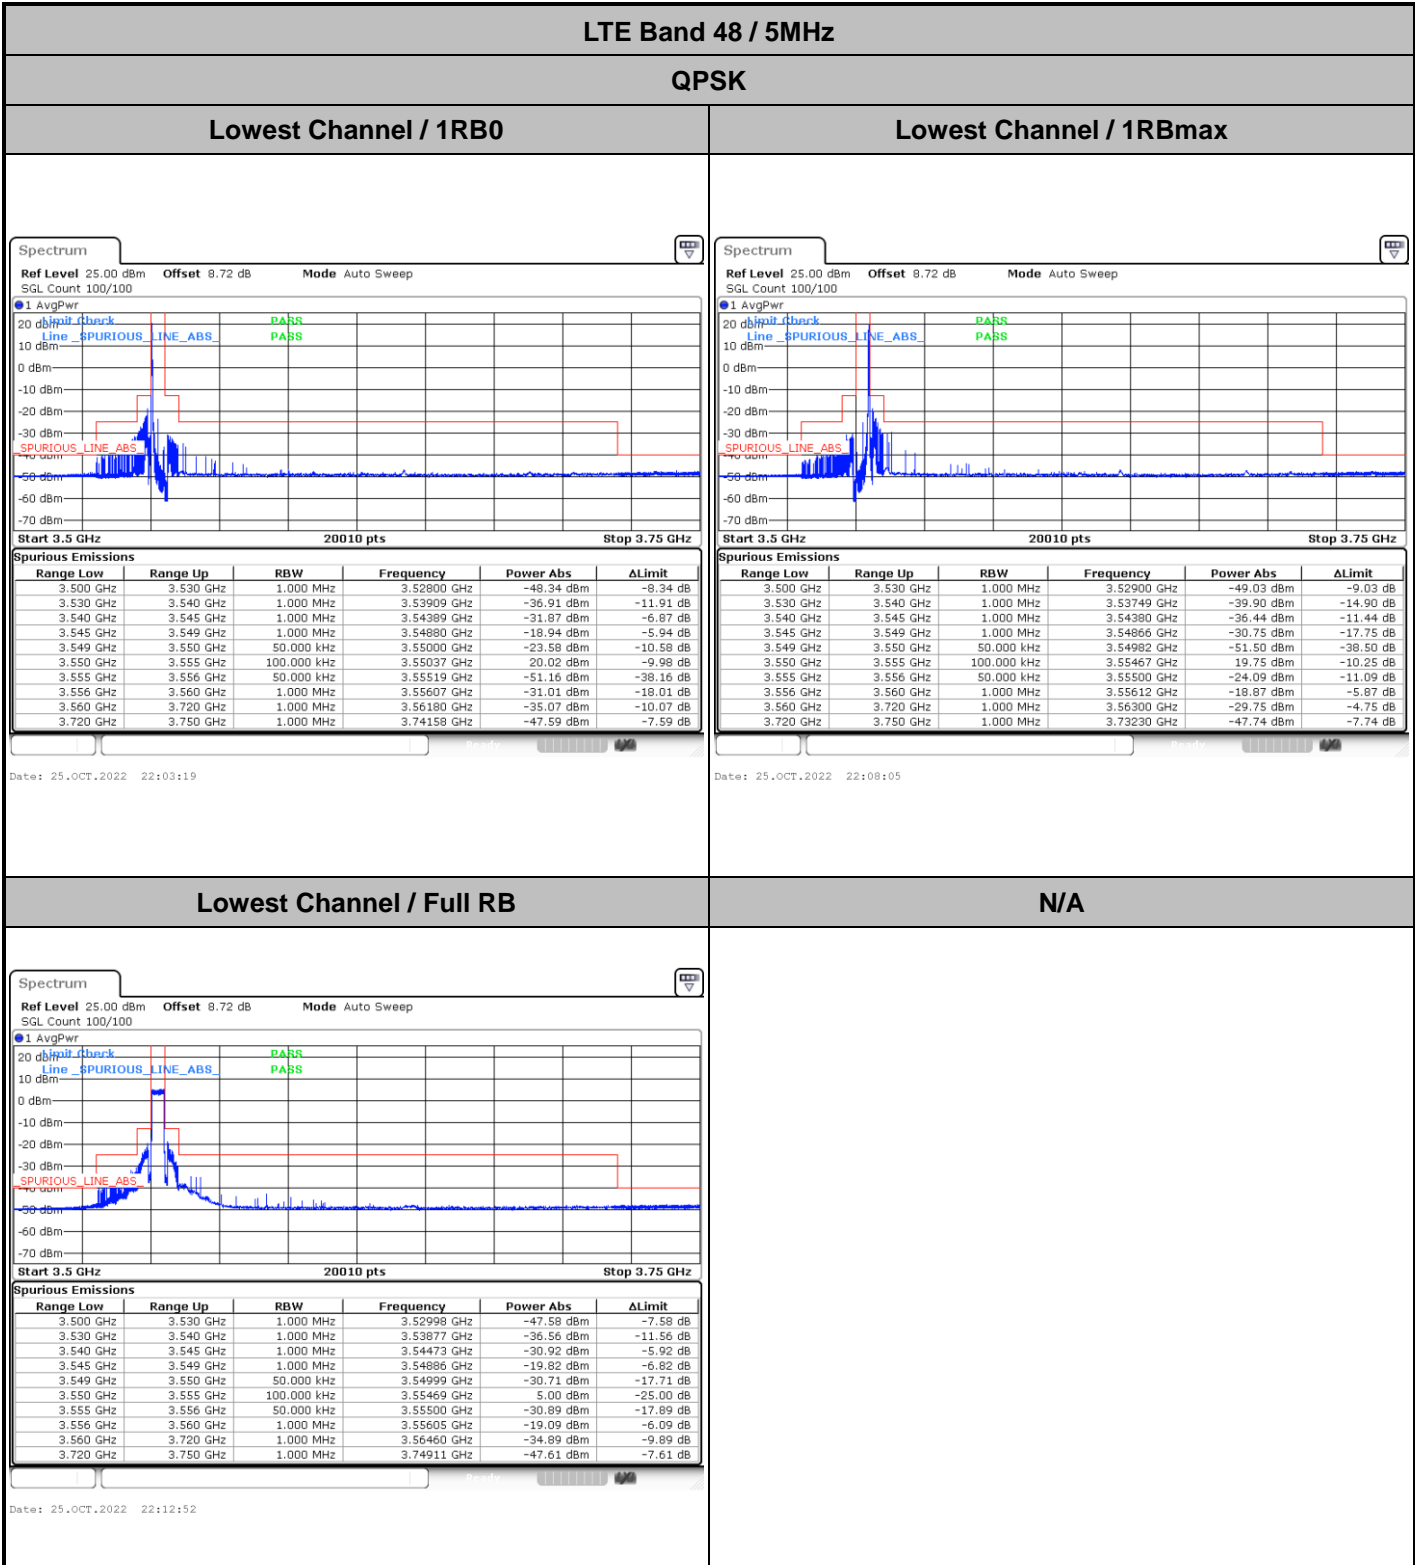 LTE Band 48 / 5MHz
QPSK
Lowest Channel / 1RB0
Lowest Channel / 1RBmax
Spectrum
Ref Level 25.00 dBm Offset 8.72 dB Mode Auto Sweep
SGL Count 100/100
1 AvgPwr
Limit Check PASS
Line _SPURIOUS_LINE_ABS_ PASS
20 dBm
10 dBm
0 dBm
-10 dBm
-20 dBm
-30 dBm
_SPURIOUS_LINE_ABS_
-40 dBm
-50 dBm
-60 dBm
-70 dBm
Start 3.5 GHz 20010 pts Stop 3.75 GHz
Spurious Emissions
Range Low Range Up RBW Frequency Power Abs ΔLimit
3.500 GHz 3.530 GHz 1.000 MHz 3.52800 GHz -48.34 dBm -8.34 dB
3.530 GHz 3.540 GHz 1.000 MHz 3.53909 GHz -36.91 dBm -11.91 dB
3.540 GHz 3.545 GHz 1.000 MHz 3.54389 GHz -31.87 dBm -6.87 dB
3.545 GHz 3.549 GHz 1.000 MHz 3.54880 GHz -18.94 dBm -5.94 dB
3.549 GHz 3.550 GHz 50.000 kHz 3.55000 GHz -23.58 dBm -10.58 dB
3.550 GHz 3.555 GHz 100.000 kHz 3.55037 GHz 20.02 dBm -9.98 dB
3.555 GHz 3.556 GHz 50.000 kHz 3.55519 GHz -51.16 dBm -38.16 dB
3.556 GHz 3.560 GHz 1.000 MHz 3.55607 GHz -31.01 dBm -18.01 dB
3.560 GHz 3.720 GHz 1.000 MHz 3.56180 GHz -35.07 dBm -10.07 dB
3.720 GHz 3.750 GHz 1.000 MHz 3.74158 GHz -47.59 dBm -7.59 dB
Ready
Date: 25.OCT.2022 22:03:19
Spectrum
Ref Level 25.00 dBm Offset 8.72 dB Mode Auto Sweep
SGL Count 100/100
1 AvgPwr
Limit Check PASS
Line _SPURIOUS_LINE_ABS_ PASS
20 dBm
10 dBm
0 dBm
-10 dBm
-20 dBm
-30 dBm
_SPURIOUS_LINE_ABS_
-40 dBm
-50 dBm
-60 dBm
-70 dBm
Start 3.5 GHz 20010 pts Stop 3.75 GHz
Spurious Emissions
Range Low Range Up RBW Frequency Power Abs ΔLimit
3.500 GHz 3.530 GHz 1.000 MHz 3.52900 GHz -49.03 dBm -9.03 dB
3.530 GHz 3.540 GHz 1.000 MHz 3.53749 GHz -39.90 dBm -14.90 dB
3.540 GHz 3.545 GHz 1.000 MHz 3.54380 GHz -36.44 dBm -11.44 dB
3.545 GHz 3.549 GHz 1.000 MHz 3.54866 GHz -30.75 dBm -17.75 dB
3.549 GHz 3.550 GHz 50.000 kHz 3.54982 GHz -51.50 dBm -38.50 dB
3.550 GHz 3.555 GHz 100.000 kHz 3.55467 GHz 19.75 dBm -10.25 dB
3.555 GHz 3.556 GHz 50.000 kHz 3.55500 GHz -24.09 dBm -11.09 dB
3.556 GHz 3.560 GHz 1.000 MHz 3.55612 GHz -18.87 dBm -5.87 dB
3.560 GHz 3.720 GHz 1.000 MHz 3.56300 GHz -29.75 dBm -4.75 dB
3.720 GHz 3.750 GHz 1.000 MHz 3.73230 GHz -47.74 dBm -7.74 dB
Ready
Date: 25.OCT.2022 22:08:05
Lowest Channel / Full RB
N/A
Spectrum
Ref Level 25.00 dBm Offset 8.72 dB Mode Auto Sweep
SGL Count 100/100
1 AvgPwr
Limit Check PASS
Line _SPURIOUS_LINE_ABS_ PASS
20 dBm
10 dBm
0 dBm
-10 dBm
-20 dBm
-30 dBm
_SPURIOUS_LINE_ABS_
-40 dBm
-50 dBm
-60 dBm
-70 dBm
Start 3.5 GHz 20010 pts Stop 3.75 GHz
Spurious Emissions
Range Low Range Up RBW Frequency Power Abs ΔLimit
3.500 GHz 3.530 GHz 1.000 MHz 3.52998 GHz -47.58 dBm -7.58 dB
3.530 GHz 3.540 GHz 1.000 MHz 3.53877 GHz -36.56 dBm -11.56 dB
3.540 GHz 3.545 GHz 1.000 MHz 3.54473 GHz -30.92 dBm -5.92 dB
3.545 GHz 3.549 GHz 1.000 MHz 3.54886 GHz -19.82 dBm -6.82 dB
3.549 GHz 3.550 GHz 50.000 kHz 3.54999 GHz -30.71 dBm -17.71 dB
3.550 GHz 3.555 GHz 100.000 kHz 3.55469 GHz 5.00 dBm -25.00 dB
3.555 GHz 3.556 GHz 50.000 kHz 3.55500 GHz -30.89 dBm -17.89 dB
3.556 GHz 3.560 GHz 1.000 MHz 3.55605 GHz -19.09 dBm -6.09 dB
3.560 GHz 3.720 GHz 1.000 MHz 3.56460 GHz -34.89 dBm -9.89 dB
3.720 GHz 3.750 GHz 1.000 MHz 3.74911 GHz -47.61 dBm -7.61 dB
Ready
Date: 25.OCT.2022 22:12:52